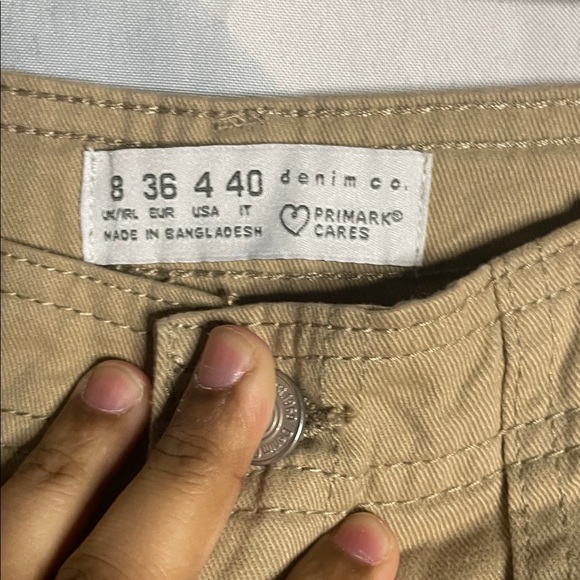 8 36 4 40
UK/IRL EUR USA IT
MADE IN BANGLADESH
denim co.
PRIMARK®
CARES